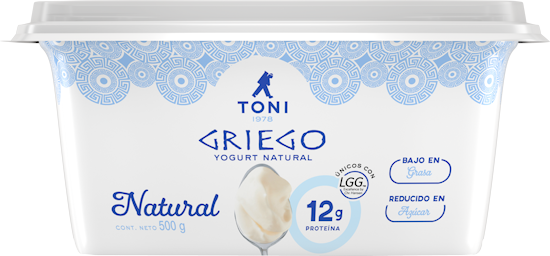 TONI
1978
GRIEGO
YOGURT NATURAL
Natural
CONT. NETO 500 g
12g
PROTEÍNA
ÚNICOS CON
LGG
BAJO EN
Grasa
REDUCIDO EN
Azúcar